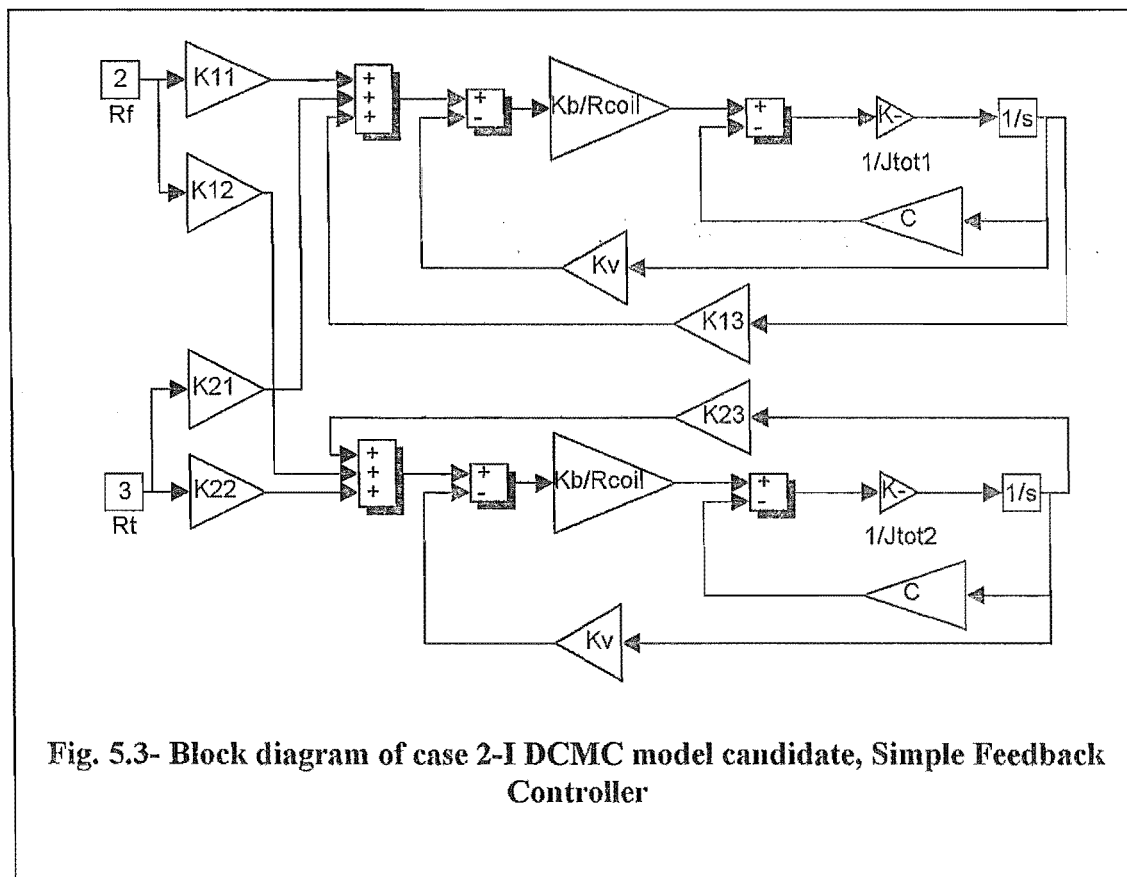 2
Rf
K11
+
+
+
+
-
Kb/Rcoil
+
-
K-
1/Jtot1
1/s
K12
C
Kv
K13
K21
K23
3
Rt
K22
+
+
+
+
-
Kb/Rcoil
+
-
K-
1/Jtot2
1/s
C
Kv
Fig. 5.3- Block diagram of case 2-I DCMC model candidate, Simple Feedback
Controller